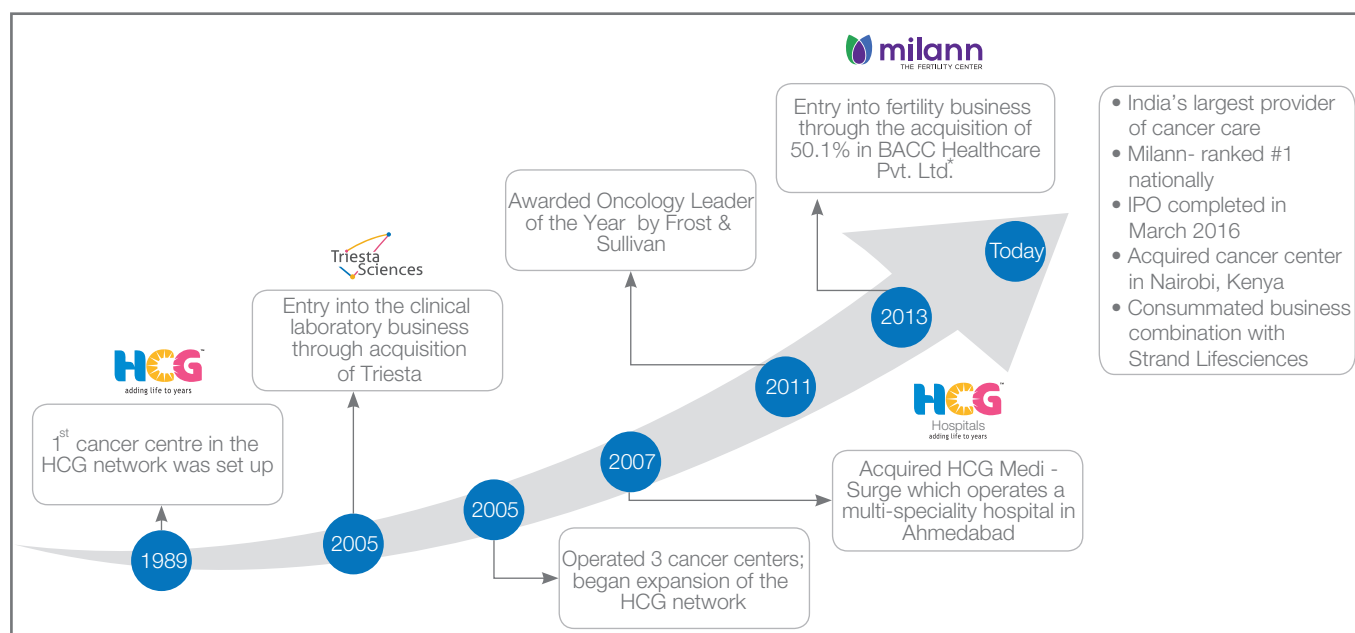 milann
THE FERTILITY CENTER
Entry into fertility business
through the acquisition of
50.1% in BACC Healthcare
Pvt. Ltd.*
• India's largest provider
of cancer care
• Milann- ranked #1
nationally
• IPO completed in
March 2016
• Acquired cancer center
in Nairobi, Kenya
• Consummated business
combination with
Strand Lifesciences
Awarded Oncology Leader
of the Year by Frost &
Sullivan
Triesta
Sciences
Entry into the clinical
laboratory business
through acquisition
of Triesta
HCG™
adding life to years
1st cancer centre in the
HCG network was set up
Today
2013
2011
2007
2005
2005
1989
HCG™
Hospitals
adding life to years
Acquired HCG Medi -
Surge which operates a
multi-speciality hospital in
Ahmedabad
Operated 3 cancer centers;
began expansion of the
HCG network